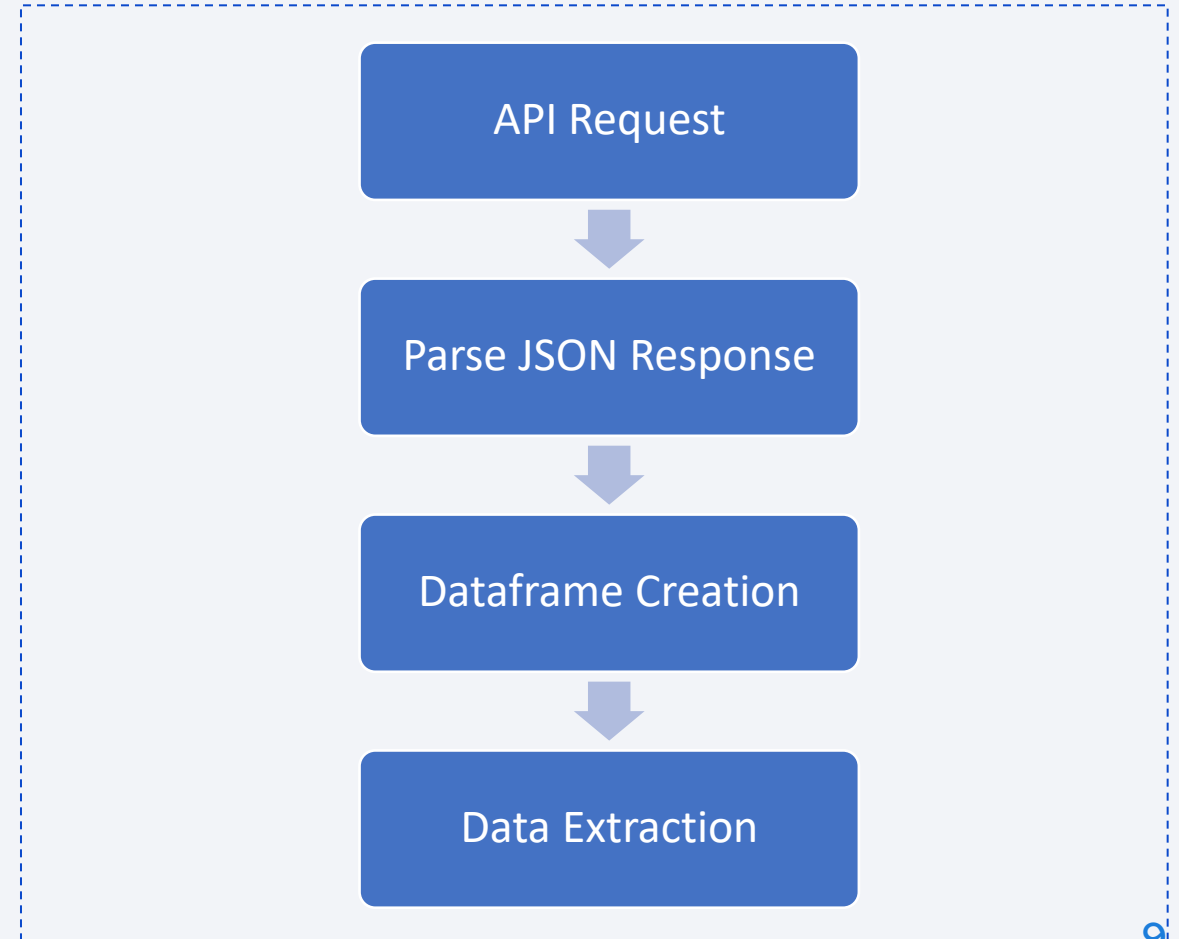 API Request
Parse JSON Response
Dataframe Creation
Data Extraction